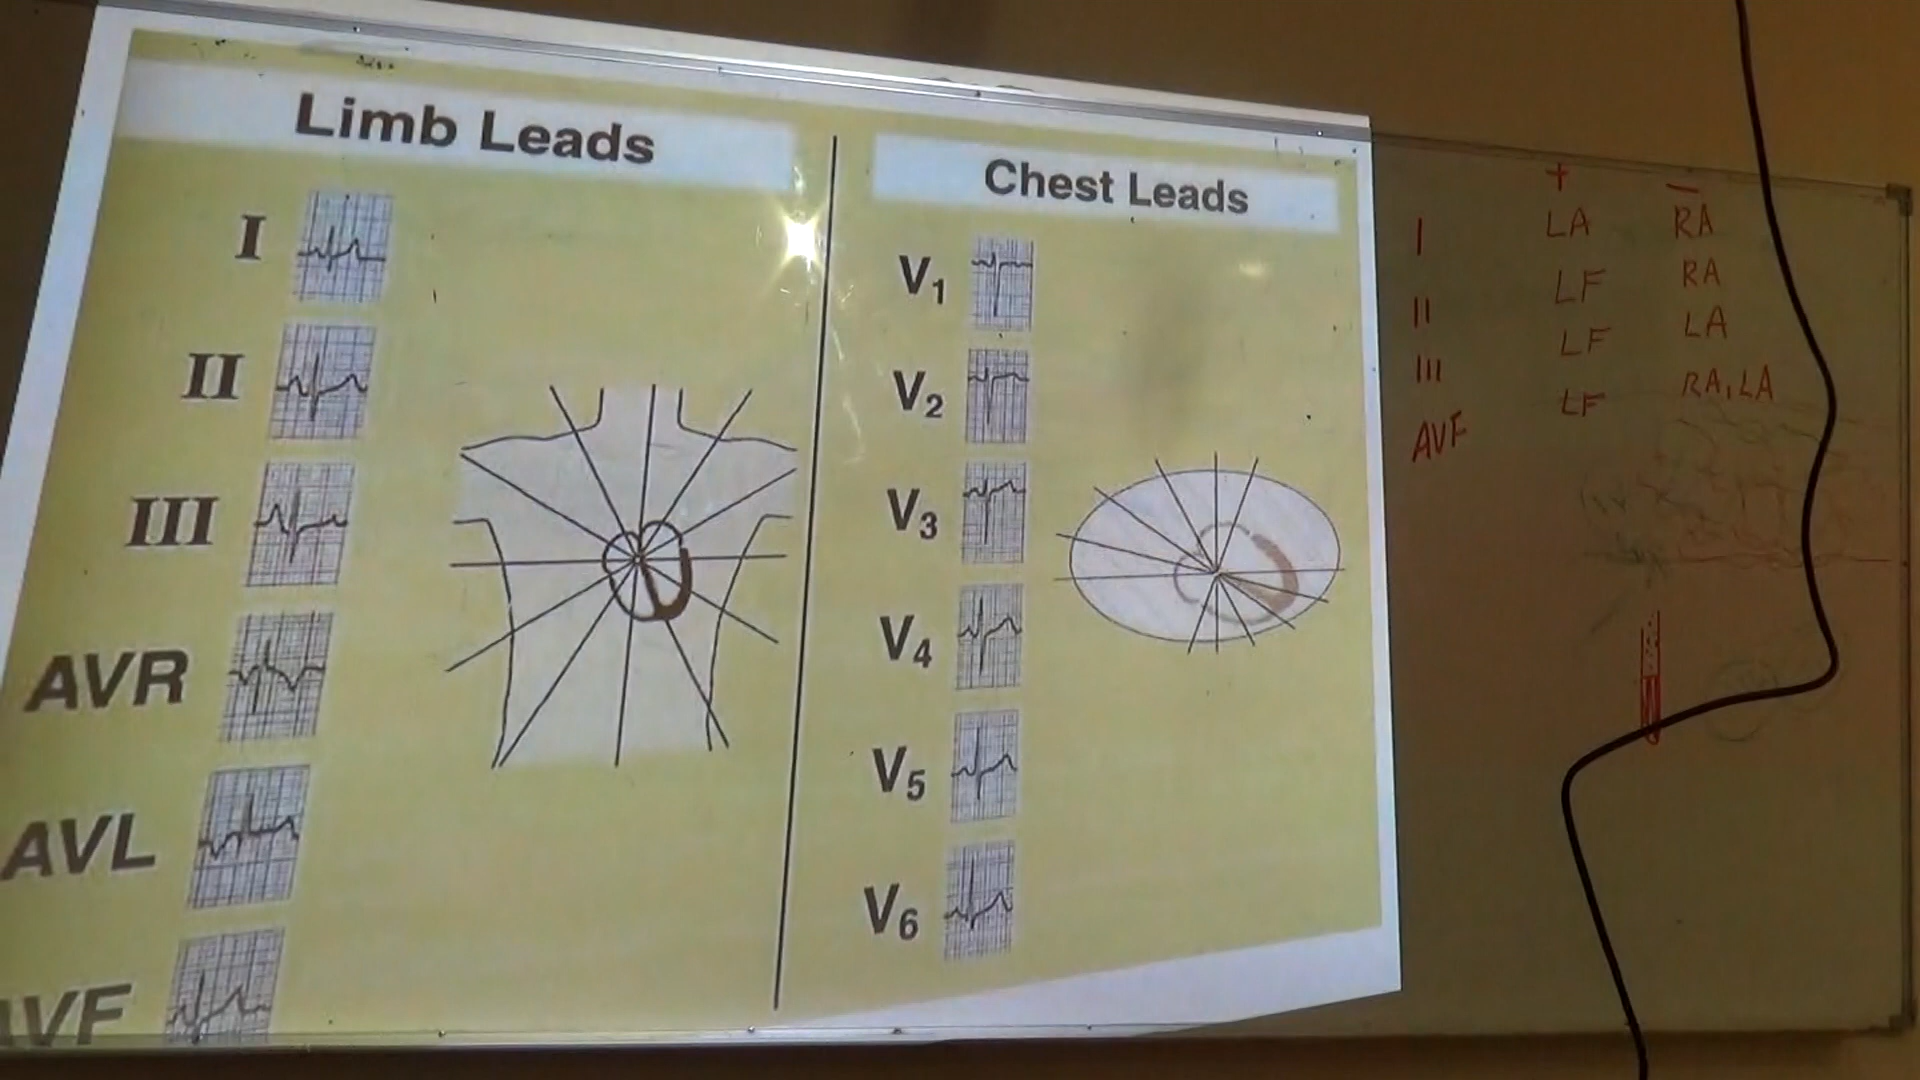 Limb Leads
I
II
III
AVR
AVL
AVF
Chest Leads
V1
V2
V3
V4
V5
V6
+ −
I LA RA
II LF RA
III LF LA
AVF LF RA, LA